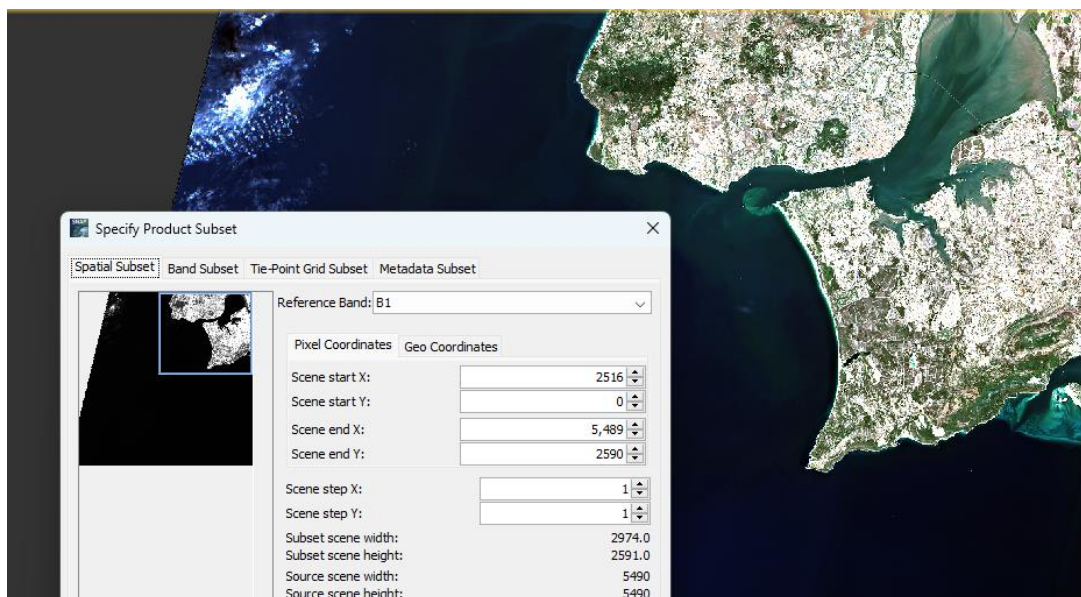 SNAP
Specify Product Subset
Spatial Subset Band Subset Tie-Point Grid Subset Metadata Subset
Reference Band: B1
Pixel Coordinates Geo Coordinates
Scene start X: 2516
Scene start Y: 0
Scene end X: 5,489
Scene end Y: 2590
Scene step X: 1
Scene step Y: 1
Subset scene width: 2974.0
Subset scene height: 2591.0
Source scene width: 5490
Source scene height: 5490